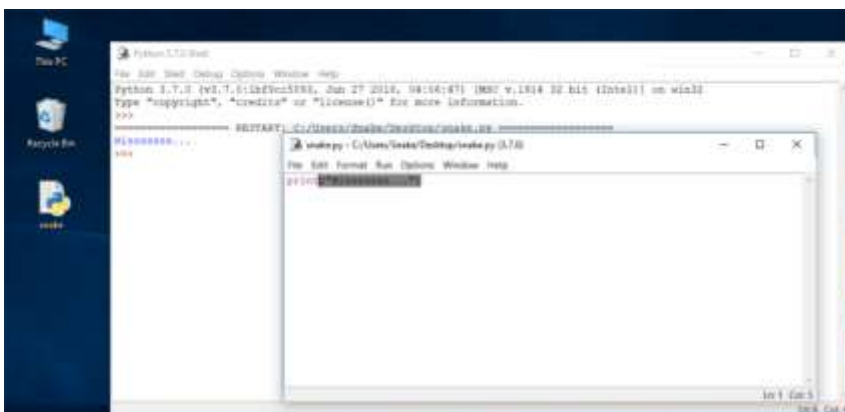 This PC
Recycle Bin
snake
Python 3.7.0 Shell
File Edit Shell Debug Options Window Help
Python 3.7.0 (v3.7.0:1bf9cc5093, Jun 27 2018, 04:06:47) [MSC v.1914 32 bit (Intel)] on win32
Type "copyright", "credits" or "license()" for more information.
>>>
RESTART: C:/Users/Snake/Desktop/snake.py
Hissssssss...
>>>
snake.py - C:/Users/Snake/Desktop/snake.py (3.7.0)
File Edit Format Run Options Window Help
print("Hissssssss...")
Ln: 1 Col: 5
Ln: 6 Col: